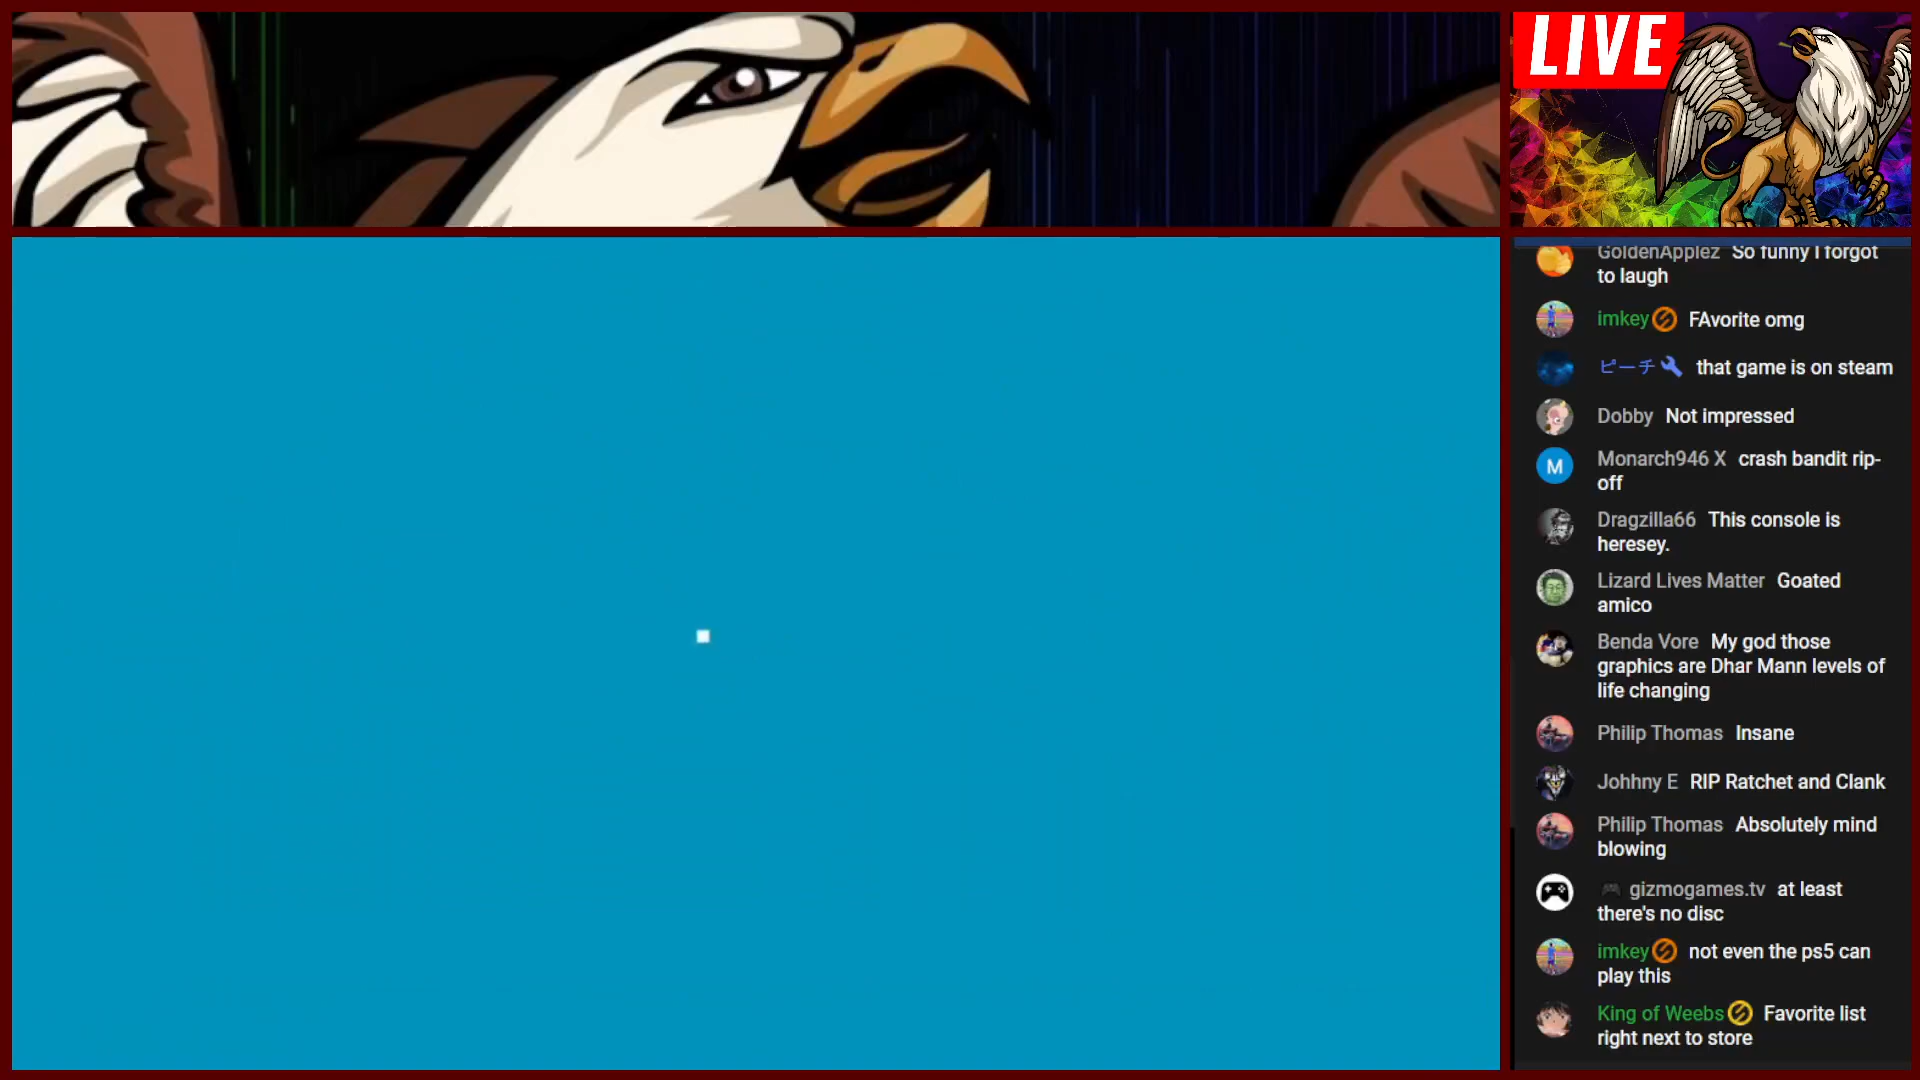 LIVE
GoldenApplez So funny I forgot
to laugh
imkey FAvorite omg
ピーチ that game is on steam
Dobby Not impressed
M
Monarch946 X crash bandit rip-
off
Dragzilla66 This console is
heresey.
Lizard Lives Matter Goated
amico
Benda Vore My god those
graphics are Dhar Mann levels of
life changing
Philip Thomas Insane
Johhny E RIP Ratchet and Clank
Philip Thomas Absolutely mind
blowing
gizmogames.tv at least
there's no disc
imkey not even the ps5 can
play this
King of Weebs Favorite list
right next to store